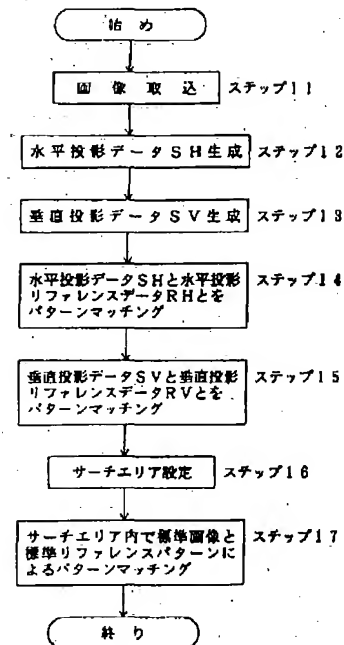 始め
画像取込 ステップ11
水平投影データSH生成 ステップ12
垂直投影データSV生成 ステップ13
水平投影データSHと水平投影 ステップ14
リファレンスデータRHとを
パターンマッチング
垂直投影データSVと垂直投影 ステップ15
リファレンスデータRVとを
パターンマッチング
サーチエリア設定 ステップ16
サーチエリア内で標準画像と ステップ17
標準リファレンスパターンに
よるパターンマッチング
終り